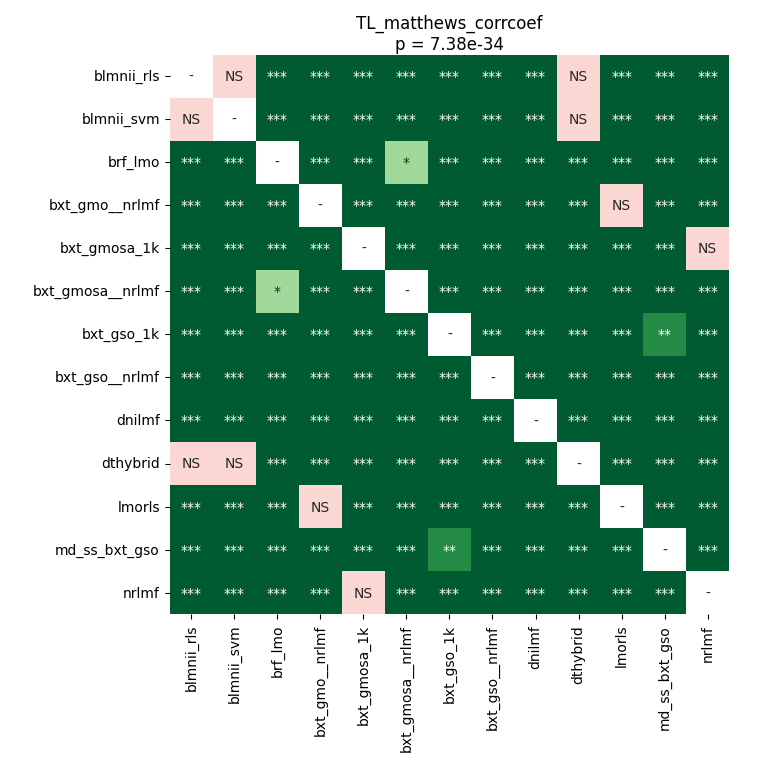 TL_matthews_corrcoef
p = 7.38e-34
blmnii_rls - NS *** *** *** *** *** *** *** NS *** *** ***
blmnii_svm NS - *** *** *** *** *** *** *** NS *** *** ***
brf_lmo *** *** - *** *** * *** *** *** *** *** *** ***
bxt_gmo__nrlmf *** *** *** - *** *** *** *** *** *** NS *** ***
bxt_gmosa_1k *** *** *** *** - *** *** *** *** *** *** *** NS
bxt_gmosa__nrlmf *** *** * *** *** - *** *** *** *** *** *** ***
bxt_gso_1k *** *** *** *** *** *** - *** *** *** *** ** ***
bxt_gso__nrlmf *** *** *** *** *** *** *** - *** *** *** *** ***
dnilmf *** *** *** *** *** *** *** *** - *** *** *** ***
dthybrid NS NS *** *** *** *** *** *** *** - *** *** ***
lmorls *** *** *** NS *** *** *** *** *** *** - *** ***
md_ss_bxt_gso *** *** *** *** *** *** ** *** *** *** *** - ***
nrlmf *** *** *** *** NS *** *** *** *** *** *** *** -
blmnii_rls
blmnii_svm
brf_lmo
bxt_gmo__nrlmf
bxt_gmosa_1k
bxt_gmosa__nrlmf
bxt_gso_1k
bxt_gso__nrlmf
dnilmf
dthybrid
lmorls
md_ss_bxt_gso
nrlmf